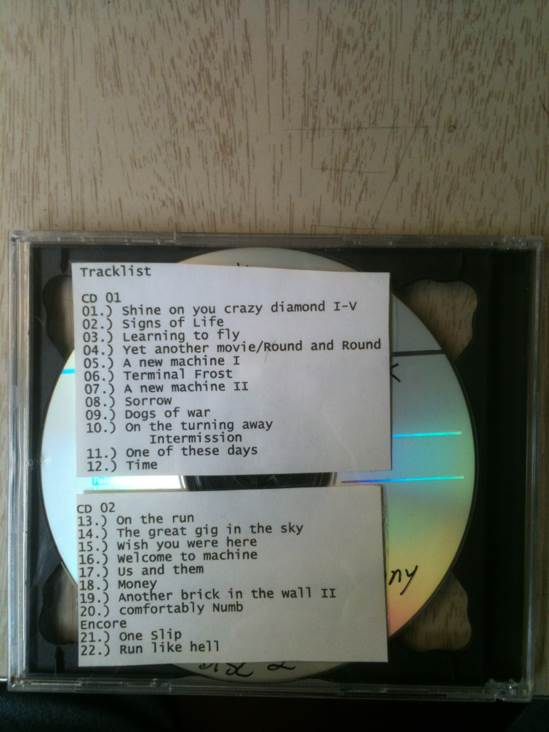 Tracklist
CD 01
01.) Shine on you crazy diamond I-V
02.) Signs of Life
03.) Learning to fly
04.) Yet another movie/Round and Round
05.) A new machine I
06.) Terminal Frost
07.) A new machine II
08.) Sorrow
09.) Dogs of war
10.) On the turning away
Intermission
11.) One of these days
12.) Time
CD 02
13.) On the run
14.) The great gig in the sky
15.) Wish you were here
16.) Welcome to machine
17.) Us and them
18.) Money
19.) Another brick in the wall II
20.) comfortably Numb
Encore
21.) One Slip
22.) Run like hell